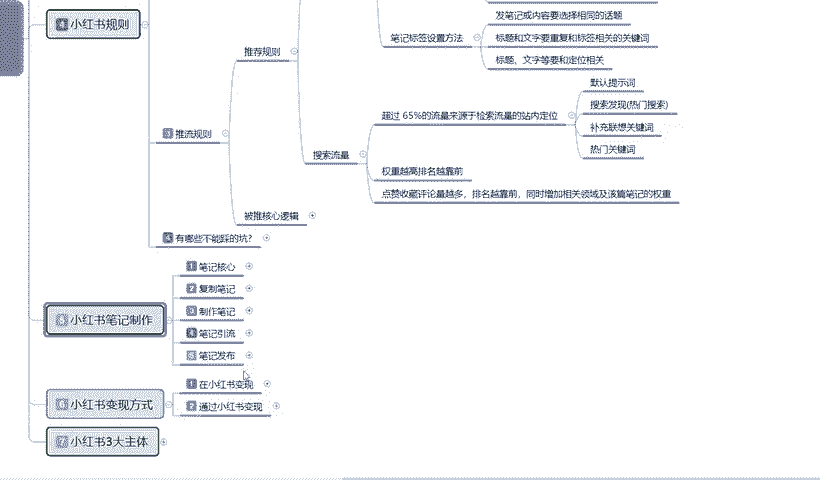 4 小红书规则
3 推流规则
推荐规则
笔记标签设置方法
发笔记或内容要选择相同的话题
标题和文字要重复和标签相关的关键词
标题、文字等要和定位相关
搜索流量
超过 65%的流量来源于检索流量的站内定位
默认提示词
搜索发现(热门搜索)
补充联想关键词
热门关键词
权重越高排名越靠前
点赞收藏评论量越多，排名越靠前，同时增加相关领域及该篇笔记的权重
被推核心逻辑
4 有哪些不能踩的坑?
5 小红书笔记制作
1 笔记核心
2 复制笔记
3 制作笔记
4 笔记引流
5 笔记发布
6 小红书变现方式
1 在小红书变现
2 通过小红书变现
7 小红书3大主体